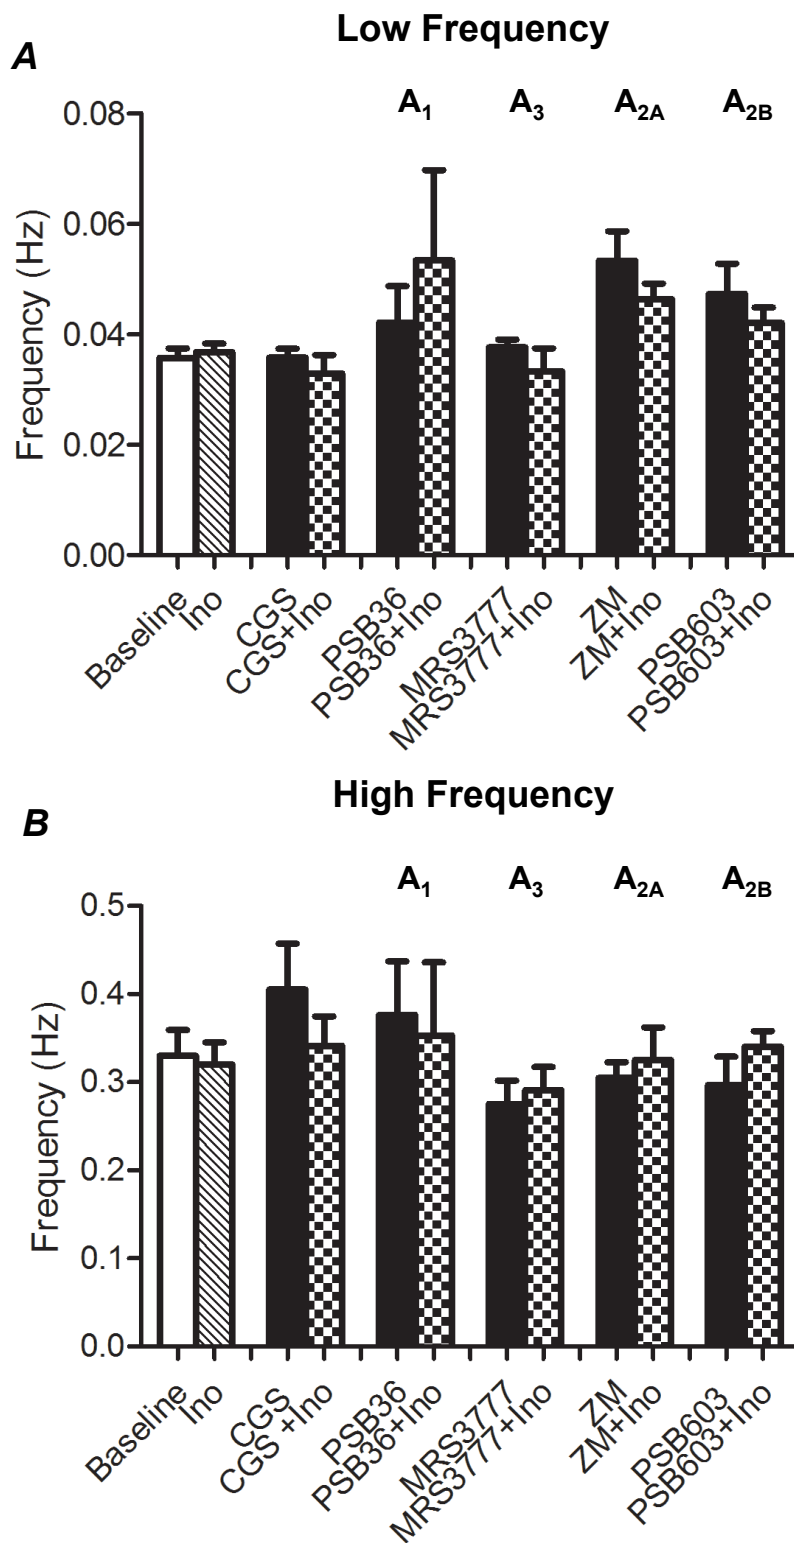 Low Frequency
A
A1 A3 A2A A2B
Frequency (Hz)
0.08
0.06
0.04
0.02
0.00
Baseline
Ino
CGS
CGS+Ino
PSB36
PSB36+Ino
MRS3777
MRS3777+Ino
ZM
ZM+Ino
PSB603
PSB603+Ino
High Frequency
B
A1 A3 A2A A2B
Frequency (Hz)
0.5
0.4
0.3
0.2
0.1
0.0
Baseline
Ino
CGS
CGS +Ino
PSB36
PSB36+Ino
MRS3777
MRS3777+Ino
ZM
ZM+Ino
PSB603
PSB603+Ino